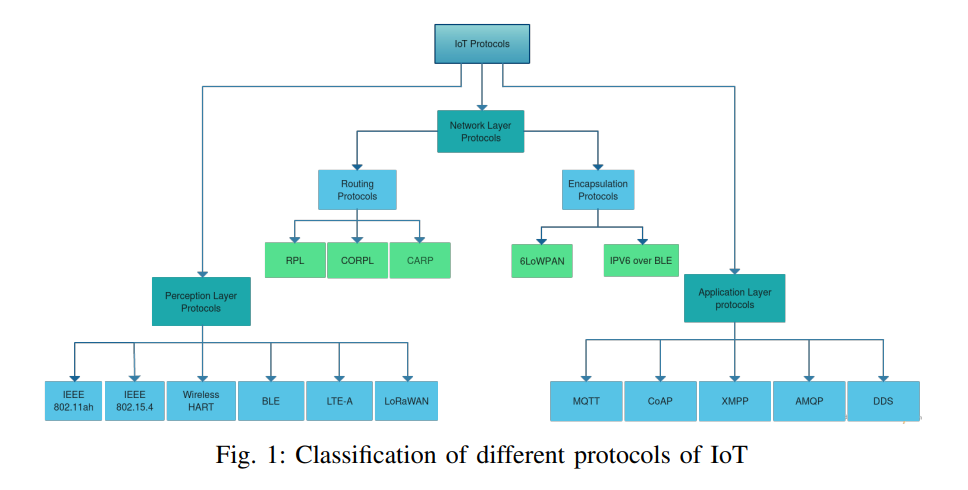 IoT Protocols
Network Layer
Protocols
Routing
Protocols
Encapsulation
Protocols
RPL
CORPL
CARP
6LoWPAN
IPV6 over BLE
Perception Layer
Protocols
Application Layer
protocols
IEEE
802.11ah
IEEE
802.15.4
Wireless
HART
BLE
LTE-A
LoRaWAN
MQTT
CoAP
XMPP
AMQP
DDS
Fig. 1: Classification of different protocols of IoT